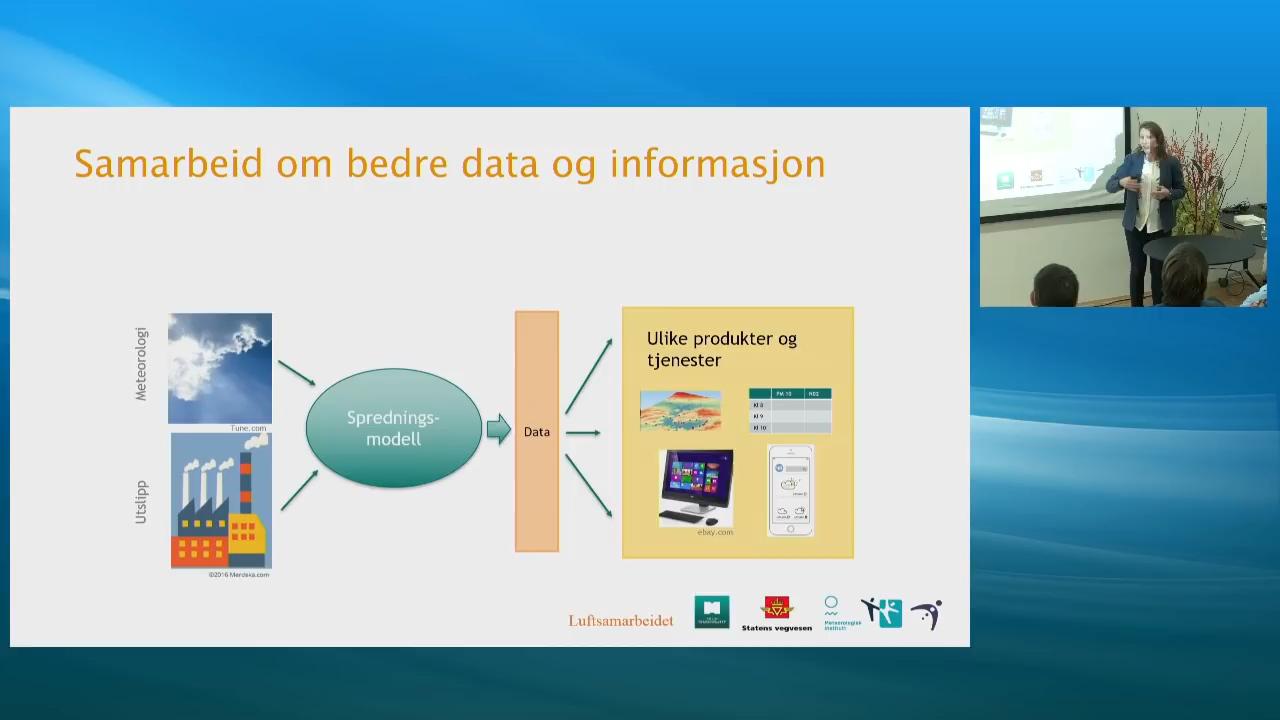 Samarbeid om bedre data og informasjon
Meteorologi
Tune.com
Utslipp
©2016 Merdeka.com
Sprednings-
modell
Data
Ulike produkter og
tjenester
PM 10 NO2
Kl 8
Kl 9
Kl 10
ebay.com
Luftsamarbeidet
Statens vegvesen
Meteorologisk
institutt